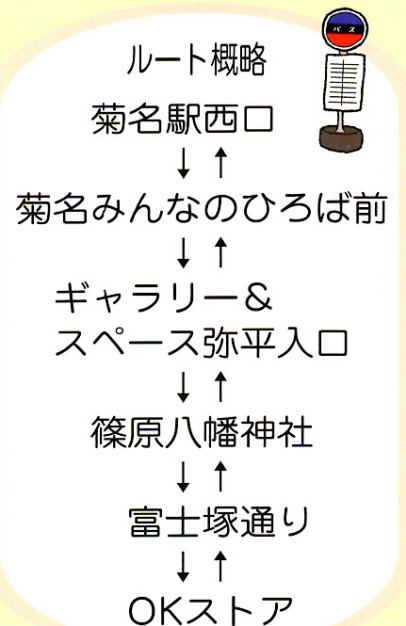 バス
ルート概略
菊名駅西口
↓ ↑
菊名みんなのひろば前
↓ ↑
ギャラリー&
スペース弥平入口
↓ ↑
篠原八幡神社
↓ ↑
富士塚通り
↓ ↑
OKストア